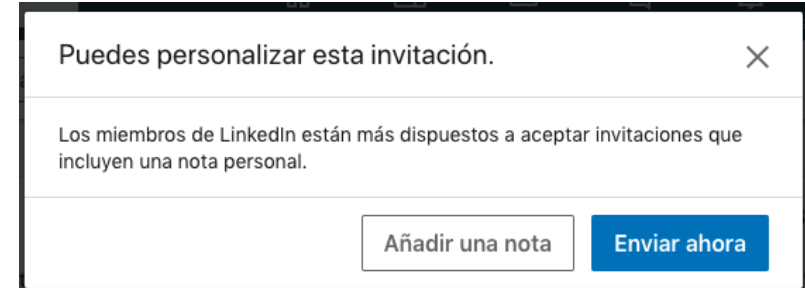 Puedes personalizar esta invitación.
Los miembros de LinkedIn están más dispuestos a aceptar invitaciones que
incluyen una nota personal.
Añadir una nota
Enviar ahora